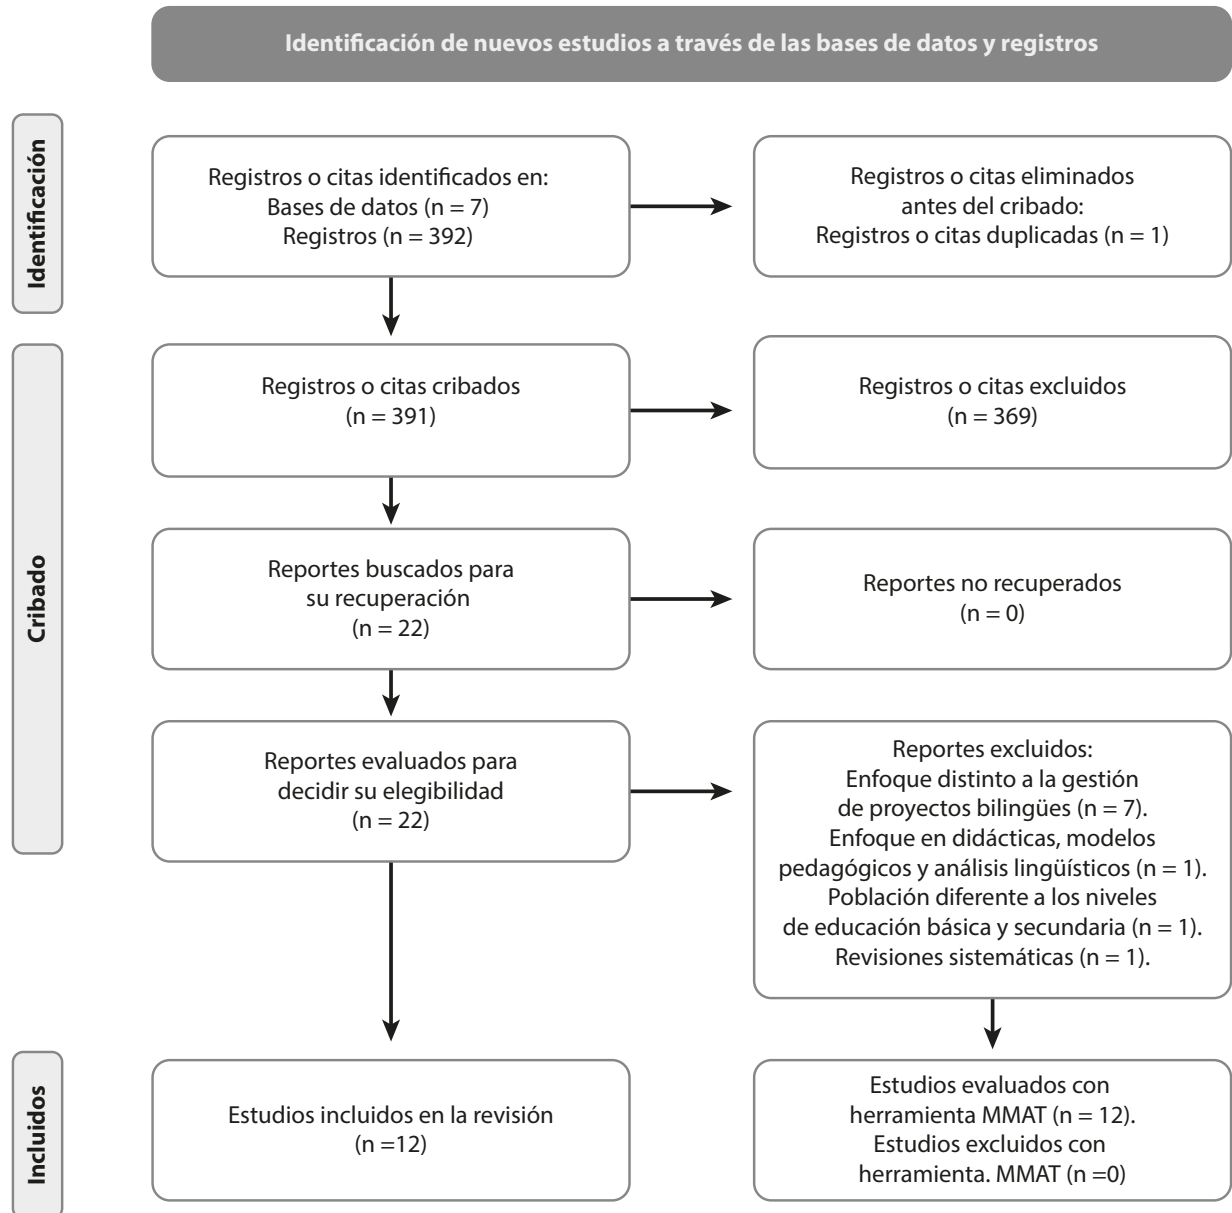 Identificación de nuevos estudios a través de las bases de datos y registros
Identificación
Registros o citas identificados en:
Bases de datos (n = 7)
Registros (n = 392)
Registros o citas eliminados
antes del cribado:
Registros o citas duplicadas (n = 1)
Cribado
Registros o citas cribados
(n = 391)
Registros o citas excluidos
(n = 369)
Reportes buscados para
su recuperación
(n = 22)
Reportes no recuperados
(n = 0)
Reportes evaluados para
decidir su elegibilidad
(n = 22)
Reportes excluidos:
Enfoque distinto a la gestión
de proyectos bilingües (n = 7).
Enfoque en didácticas, modelos
pedagógicos y análisis lingüísticos (n = 1).
Población diferente a los niveles
de educación básica y secundaria (n = 1).
Revisiones sistemáticas (n = 1).
Incluidos
Estudios incluidos en la revisión
(n =12)
Estudios evaluados con
herramienta MMAT (n = 12).
Estudios excluidos con
herramienta. MMAT (n =0)